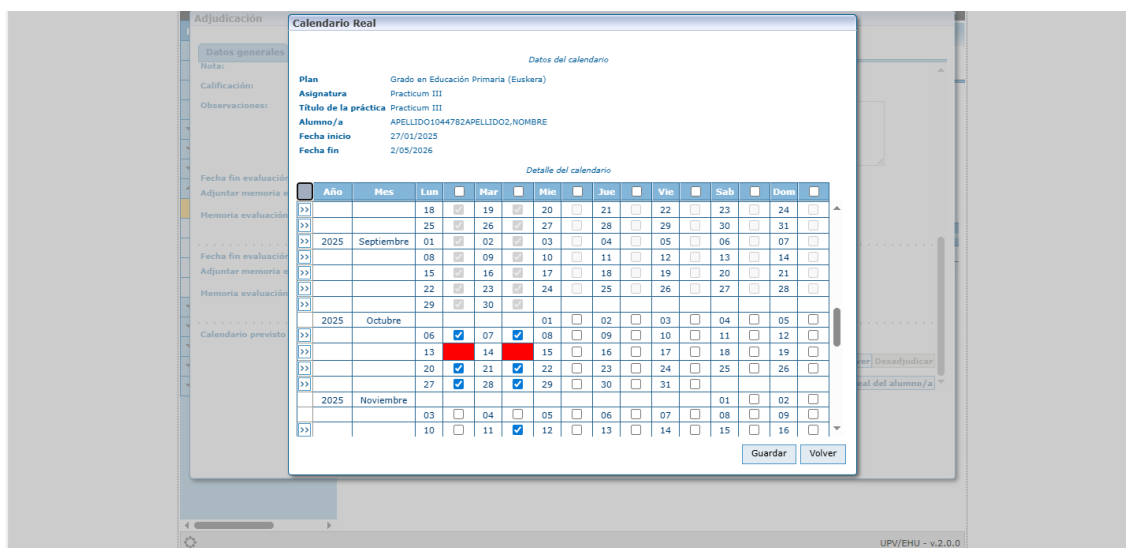 Adjudicación
Calendario Real
Datos generales
Nota:
Calificación:
Observaciones:
Fecha fin evaluación
Adjuntar memoria e
Memoria evaluación
Fecha fin evaluación
Adjuntar memoria e
Memoria evaluación
Calendario previsto
Datos del calendario
Plan Grado en Educación Primaria (Euskera)
Asignatura Practicum III
Título de la práctica Practicum III
Alumno/a APELLIDO1044782APELLIDO2,NOMBRE
Fecha inicio 27/01/2025
Fecha fin 2/05/2026
Detalle del calendario
Año Mes Lun Mar Mie Jue Vie Sab Dom
>> 18 19 20 21 22 23 24
>> 25 26 27 28 29 30 31
>> 2025 Septiembre 01 02 03 04 05 06 07
>> 08 09 10 11 12 13 14
>> 15 16 17 18 19 20 21
>> 22 23 24 25 26 27 28
>> 29 30
2025 Octubre 01 02 03 04 05
>> 06 07 08 09 10 11 12
>> 13 14 15 16 17 18 19
>> 20 21 22 23 24 25 26
>> 27 28 29 30 31
2025 Noviembre 01 02
03 04 05 06 07 08 09
>> 10 11 12 13 14 15 16
Guardar Volver
Desadjudicar
del alumno/a
UPV/EHU - v.2.0.0